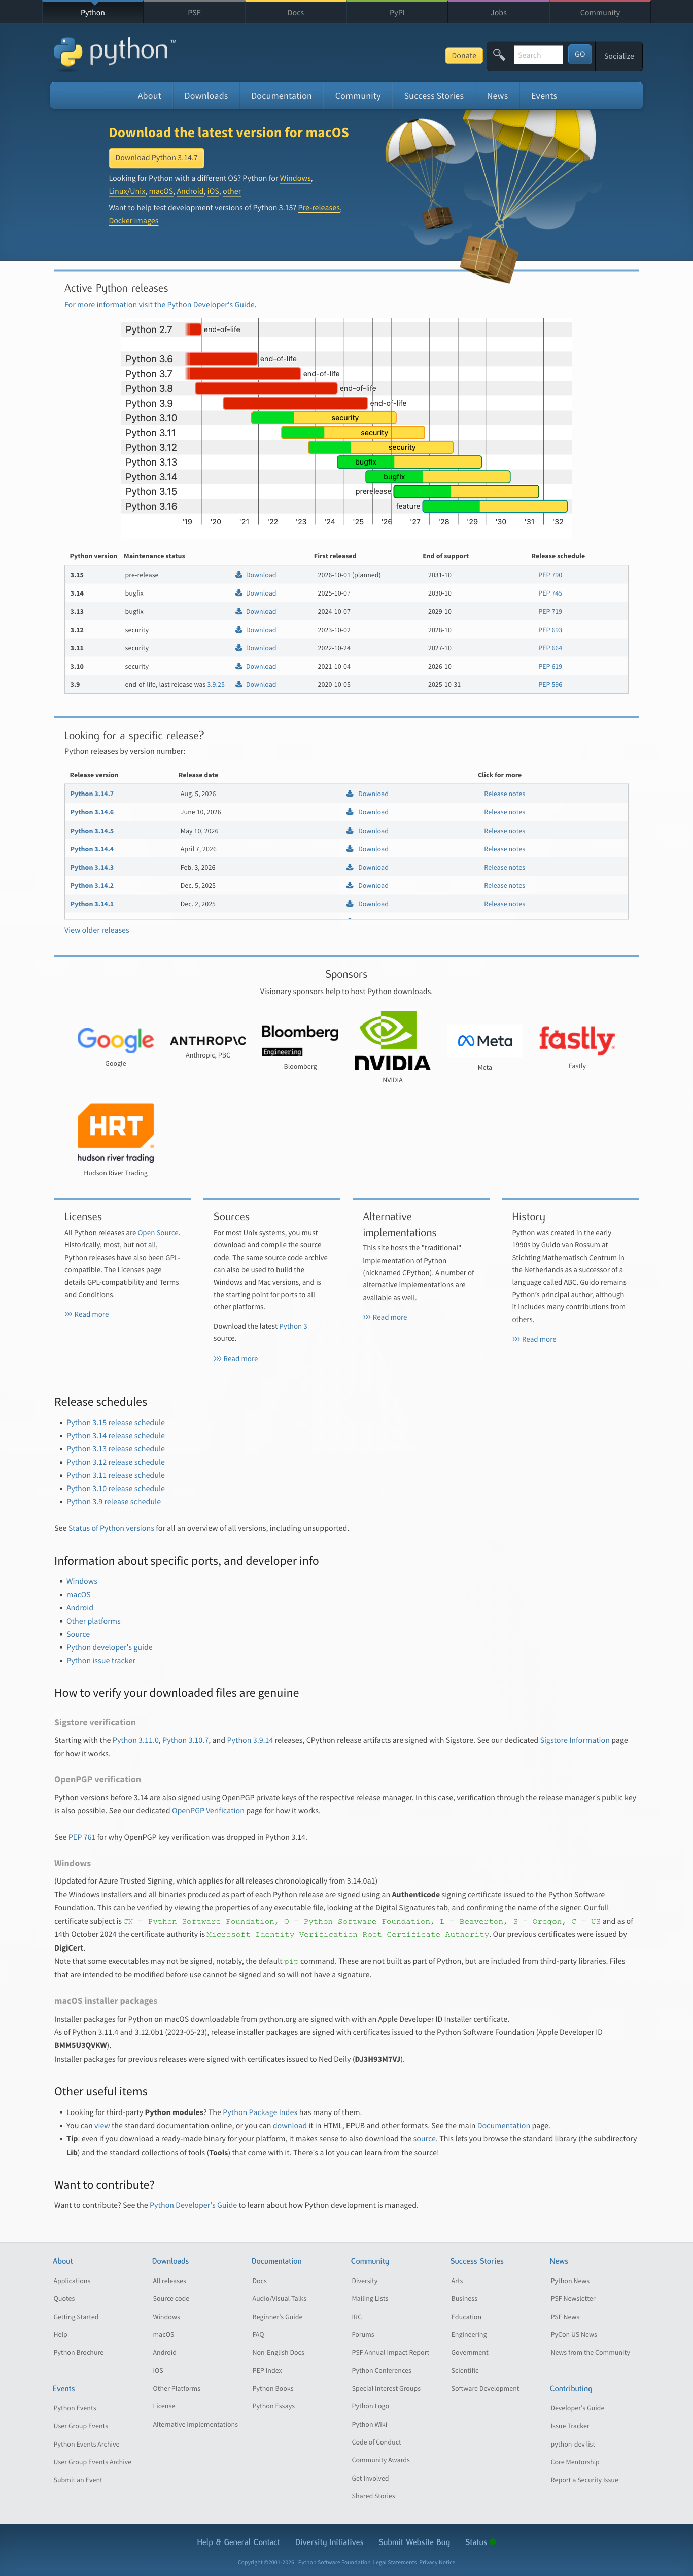 Python PSF Docs PyPI Jobs Community
python™ Donate Search GO Socialize
About Downloads Documentation Community Success Stories News Events
Download the latest version for macOS
Download Python 3.14.7
Looking for Python with a different OS? Python for Windows,
Linux/Unix, macOS, Android, iOS, other
Want to help test development versions of Python 3.15? Pre-releases,
Docker images
Active Python releases
For more information visit the Python Developer's Guide.
Python 2.7 end-of-life
Python 3.6 end-of-life
Python 3.7 end-of-life
Python 3.8 end-of-life
Python 3.9 end-of-life
Python 3.10 security
Python 3.11 security
Python 3.12 security
Python 3.13 bugfix
Python 3.14 bugfix
Python 3.15 prerelease
Python 3.16 feature
'19 '20 '21 '22 '23 '24 '25 '26 '27 '28 '29 '30 '31 '32
Python version Maintenance status First released End of support Release schedule
3.15 pre-release Download 2026-10-01 (planned) 2031-10 PEP 790
3.14 bugfix Download 2025-10-07 2030-10 PEP 745
3.13 bugfix Download 2024-10-07 2029-10 PEP 719
3.12 security Download 2023-10-02 2028-10 PEP 693
3.11 security Download 2022-10-24 2027-10 PEP 664
3.10 security Download 2021-10-04 2026-10 PEP 619
3.9 end-of-life, last release was 3.9.25 Download 2020-10-05 2025-10-31 PEP 596
Looking for a specific release?
Python releases by version number:
Release version Release date Click for more
Python 3.14.7 Aug. 5, 2026 Download Release notes
Python 3.14.6 June 10, 2026 Download Release notes
Python 3.14.5 May 10, 2026 Download Release notes
Python 3.14.4 April 7, 2026 Download Release notes
Python 3.14.3 Feb. 3, 2026 Download Release notes
Python 3.14.2 Dec. 5, 2025 Download Release notes
Python 3.14.1 Dec. 2, 2025 Download Release notes
View older releases
Sponsors
Visionary sponsors help to host Python downloads.
Google
Google
ANTHROP\C
Anthropic, PBC
Bloomberg
Engineering
Bloomberg
NVIDIA
NVIDIA
Meta
Meta
fastly
Fastly
HRT
hudson river trading
Hudson River Trading
Licenses
All Python releases are Open Source.
Historically, most, but not all,
Python releases have also been GPL-
compatible. The Licenses page
details GPL-compatibility and Terms
and Conditions.
Read more
Sources
For most Unix systems, you must
download and compile the source
code. The same source code archive
can also be used to build the
Windows and Mac versions, and is
the starting point for ports to all
other platforms.
Download the latest Python 3
source.
Read more
Alternative
implementations
This site hosts the "traditional"
implementation of Python
(nicknamed CPython). A number of
alternative implementations are
available as well.
Read more
History
Python was created in the early
1990s by Guido van Rossum at
Stichting Mathematisch Centrum in
the Netherlands as a successor of a
language called ABC. Guido remains
Python's principal author, although
it includes many contributions from
others.
Read more
Release schedules
Python 3.15 release schedule
Python 3.14 release schedule
Python 3.13 release schedule
Python 3.12 release schedule
Python 3.11 release schedule
Python 3.10 release schedule
Python 3.9 release schedule
See Status of Python versions for all an overview of all versions, including unsupported.
Information about specific ports, and developer info
Windows
macOS
Android
Other platforms
Source
Python developer's guide
Python issue tracker
How to verify your downloaded files are genuine
Sigstore verification
Starting with the Python 3.11.0, Python 3.10.7, and Python 3.9.14 releases, CPython release artifacts are signed with Sigstore. See our dedicated Sigstore Information page
for how it works.
OpenPGP verification
Python versions before 3.14 are also signed using OpenPGP private keys of the respective release manager. In this case, verification through the release manager's public key
is also possible. See our dedicated OpenPGP Verification page for how it works.
See PEP 761 for why OpenPGP key verification was dropped in Python 3.14.
Windows
(Updated for Azure Trusted Signing, which applies for all releases chronologically from 3.14.0a1)
The Windows installers and all binaries produced as part of each Python release are signed using an Authenticode signing certificate issued to the Python Software
Foundation. This can be verified by viewing the properties of any executable file, looking at the Digital Signatures tab, and confirming the name of the signer. Our full
certificate subject is CN = Python Software Foundation, O = Python Software Foundation, L = Beaverton, S = Oregon, C = US and as of
14th October 2024 the certificate authority is Microsoft Identity Verification Root Certificate Authority. Our previous certificates were issued by
DigiCert.
Note that some executables may not be signed, notably, the default pip command. These are not built as part of Python, but are included from third-party libraries. Files
that are intended to be modified before use cannot be signed and so will not have a signature.
macOS installer packages
Installer packages for Python on macOS downloadable from python.org are signed with with an Apple Developer ID Installer certificate.
As of Python 3.11.4 and 3.12.0b1 (2023-05-23), release installer packages are signed with certificates issued to the Python Software Foundation (Apple Developer ID
BMM5U3QVKW).
Installer packages for previous releases were signed with certificates issued to Ned Deily (DJ3H93M7VJ).
Other useful items
Looking for third-party Python modules? The Python Package Index has many of them.
You can view the standard documentation online, or you can download it in HTML, EPUB and other formats. See the main Documentation page.
Tip: even if you download a ready-made binary for your platform, it makes sense to also download the source. This lets you browse the standard library (the subdirectory
Lib) and the standard collections of tools (Tools) that come with it. There's a lot you can learn from the source!
Want to contribute?
Want to contribute? See the Python Developer's Guide to learn about how Python development is managed.
About
Applications
Quotes
Getting Started
Help
Python Brochure
Downloads
All releases
Source code
Windows
macOS
Android
iOS
Other Platforms
License
Alternative Implementations
Documentation
Docs
Audio/Visual Talks
Beginner's Guide
FAQ
Non-English Docs
PEP Index
Python Books
Python Essays
Community
Diversity
Mailing Lists
IRC
Forums
PSF Annual Impact Report
Python Conferences
Special Interest Groups
Python Logo
Python Wiki
Code of Conduct
Community Awards
Get Involved
Shared Stories
Success Stories
Arts
Business
Education
Engineering
Government
Scientific
Software Development
News
Python News
PSF Newsletter
PSF News
PyCon US News
News from the Community
Events
Python Events
User Group Events
Python Events Archive
User Group Events Archive
Submit an Event
Contributing
Developer's Guide
Issue Tracker
python-dev list
Core Mentorship
Report a Security Issue
Help & General Contact Diversity Initiatives Submit Website Bug Status
Copyright ©2001-2026. Python Software Foundation Legal Statements Privacy Notice